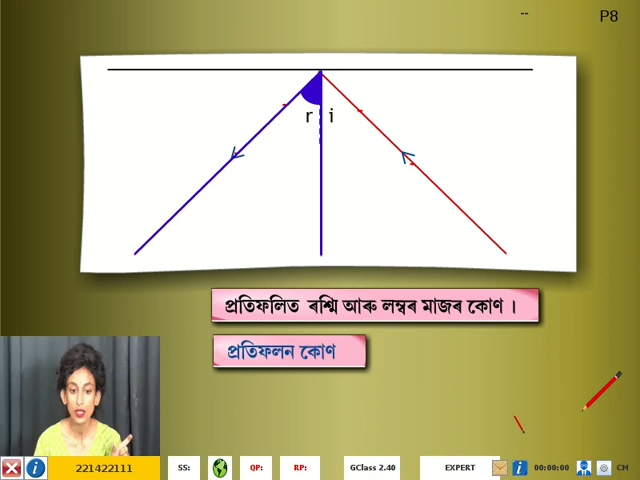 --
P8
r i
প্ৰতিফলিত ৰশ্মি আৰু লম্বৰ মাজৰ কোণ ।
প্ৰতিফলন কোণ
221422111 SS: QP: RP: GClass 2.40 EXPERT 00:00:00 CM